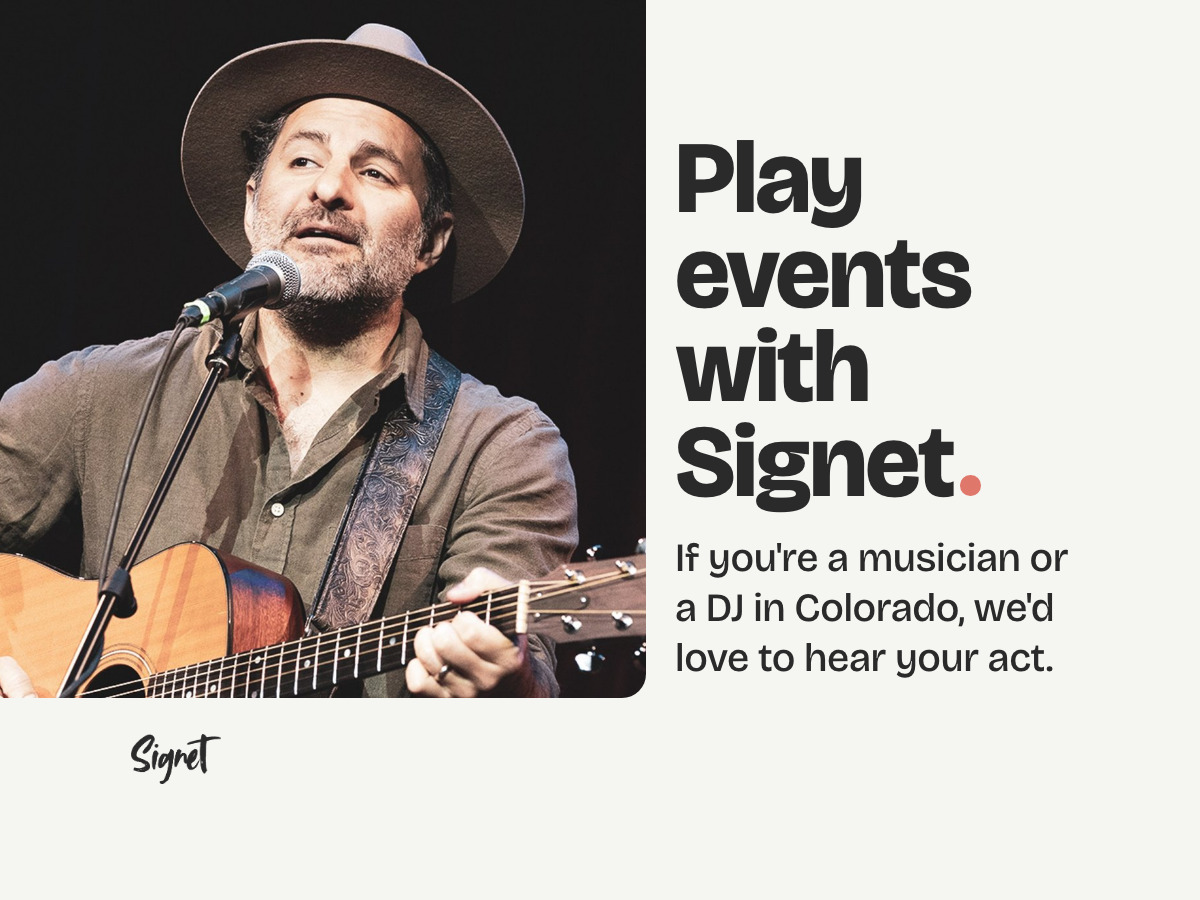 Play
events
with
Signet.
If you're a musician or
a DJ in Colorado, we'd
love to hear your act.
Signet